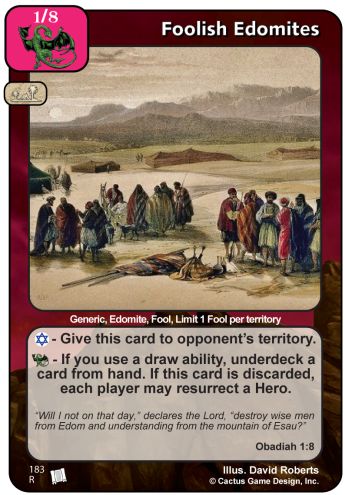 1/8
Foolish Edomites
Generic, Edomite, Fool, Limit 1 Fool per territory
- Give this card to opponent's territory.
- If you use a draw ability, underdeck a
card from hand. If this card is discarded,
each player may resurrect a Hero.
"Will I not on that day," declares the Lord, "destroy wise men
from Edom and understanding from the mountain of Esau?"
Obadiah 1:8
183
R
Illus. David Roberts
© Cactus Game Design, Inc.